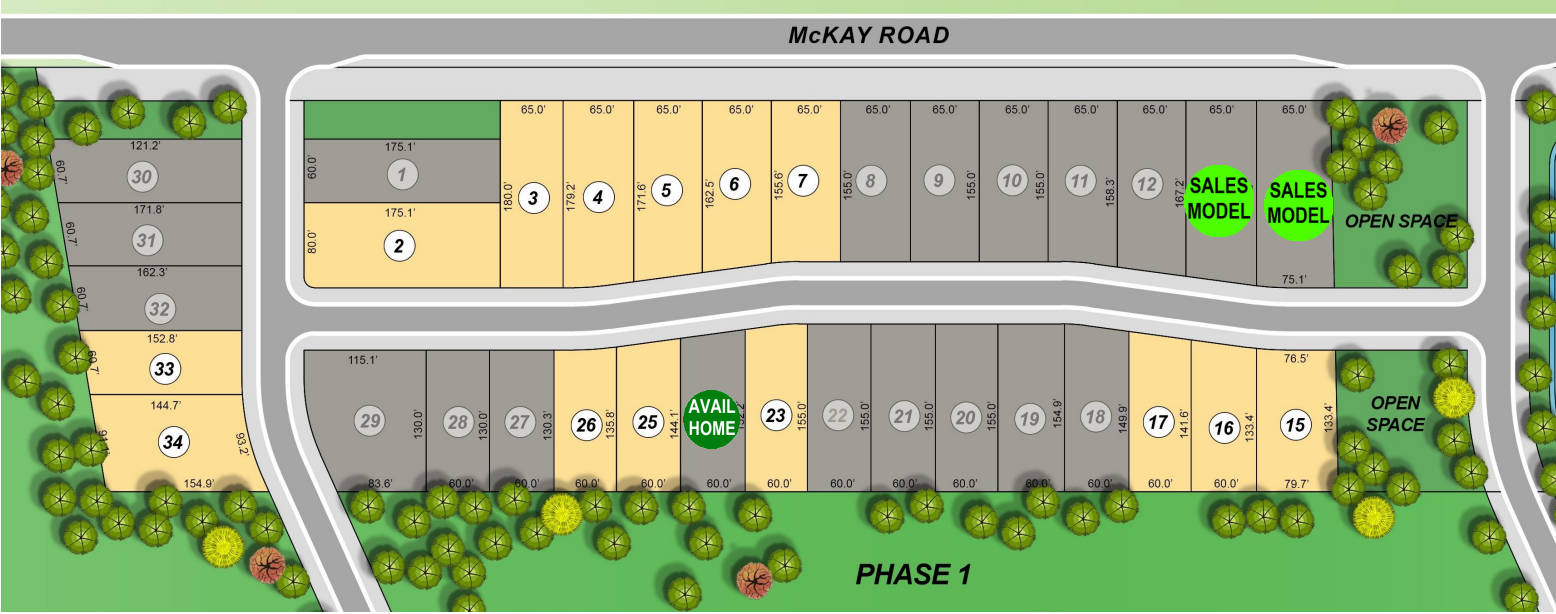 McKAY ROAD
65.0' 65.0' 65.0' 65.0' 65.0' 65.0' 65.0' 65.0' 65.0' 65.0' 65.0' 65.0'
121.2'
175.1'
60.7' 30
60.0' 1
180.0' 3 179.2' 4 171.6' 5 162.5' 6 155.6' 7 155.0' 8 9 155.0' 10 155.0' 11 158.3' 12 167.2'
SALES
MODEL
SALES
MODEL
OPEN SPACE
171.8'
175.1'
60.7' 31
80.0' 2
162.3'
75.1'
60.7' 32
152.8'
60.7' 33
144.7'
34 93.2'
154.9'
115.1'
76.5'
29 130.0' 28 130.0' 27 130.3' 26 135.8' 25 144.1'
AVAIL
HOME
23 155.0' 22 155.0' 21 155.0' 20 155.0' 19 154.9' 18 149.9' 17 141.6' 16 133.4' 15 133.4'
OPEN
SPACE
83.6' 60.0' 60.0' 60.0' 60.0' 60.0' 60.0' 60.0' 60.0' 60.0' 60.0' 60.0' 60.0' 60.0' 79.7'
PHASE 1